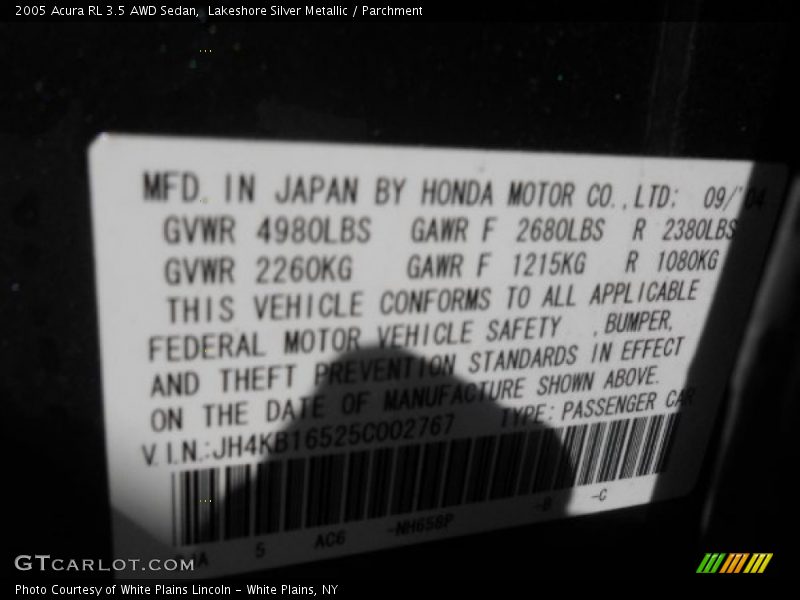 2005 Acura RL 3.5 AWD Sedan,  Lakeshore Silver Metallic / Parchment
MFD. IN JAPAN BY HONDA MOTOR CO.,LTD: 09/'04
GVWR 4980LBS GAWR F 2680LBS R 2380LBS
GVWR 2260KG GAWR F 1215KG R 1080KG
THIS VEHICLE CONFORMS TO ALL APPLICABLE
FEDERAL MOTOR VEHICLE SAFETY ,BUMPER,
AND THEFT PREVENTION STANDARDS IN EFFECT
ON THE DATE OF MANUFACTURE SHOWN ABOVE.
V.I.N.:JH4KB16525C002767 TYPE: PASSENGER CAR
5 AC6 -NH658P -B -C
GTCARLOT.COM
Photo Courtesy of White Plains Lincoln - White Plains, NY